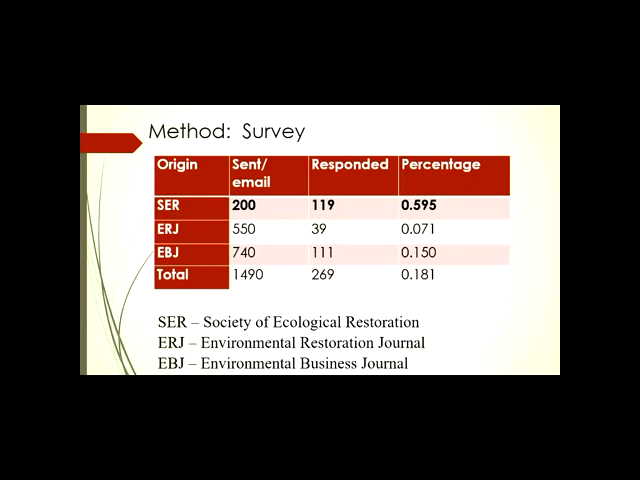 Method: Survey
Origin Sent/ email Responded Percentage
SER 200 119 0.595
ERJ 550 39 0.071
EBJ 740 111 0.150
Total 1490 269 0.181
SER – Society of Ecological Restoration
ERJ – Environmental Restoration Journal
EBJ – Environmental Business Journal